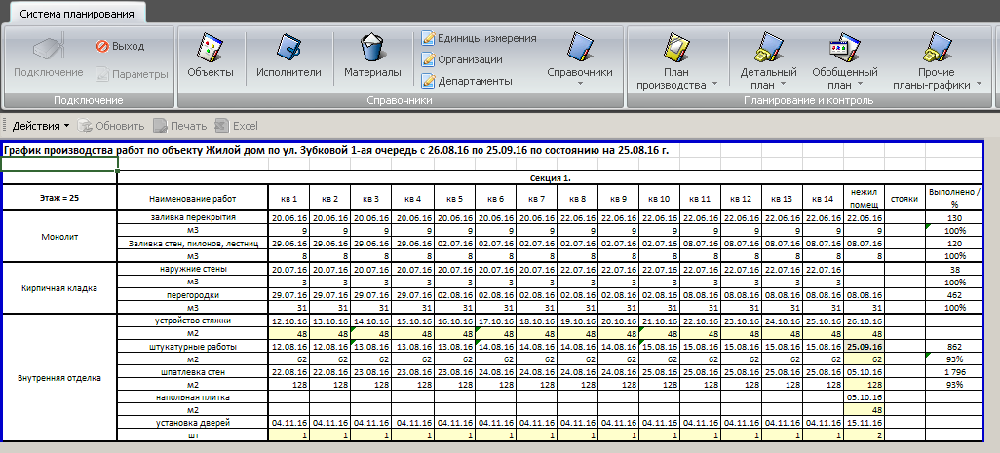 Система планирования
Подключение
Выход
Параметры
Подключение
Объекты
Исполнители
Материалы
Единицы измерения
Организации
Департаменты
Справочники
Справочники
План производства
Детальный план
Обобщенный план
Прочие планы-графики
Планирование и контроль
Действия Обновить Печать Excel
График производства работ по объекту Жилой дом по ул. Зубковой 1-ая очередь с 26.08.16 по 25.09.16 по состоянию на 25.08.16 г.
Секция 1.
Этаж = 25 Наименование работ кв 1 кв 2 кв 3 кв 4 кв 5 кв 6 кв 7 кв 8 кв 9 кв 10 кв 11 кв 12 кв 13 кв 14 нежил помещ стояки Выполнено / %
Монолит
заливка перекрытия 20.06.16 20.06.16 20.06.16 20.06.16 20.06.16 20.06.16 20.06.16 22.06.16 22.06.16 22.06.16 22.06.16 22.06.16 22.06.16 22.06.16 22.06.16 130
м3 9 9 9 9 9 9 9 9 9 9 9 9 9 9 9 100%
Заливка стен, пилонов, лестниц 29.06.16 29.06.16 29.06.16 29.06.16 02.07.16 02.07.16 02.07.16 02.07.16 02.07.16 02.07.16 08.07.16 08.07.16 08.07.16 08.07.16 08.07.16 120
м3 8 8 8 8 8 8 8 8 8 8 8 8 8 8 8 100%
Кирпичная кладка
наружние стены 20.07.16 20.07.16 20.07.16 20.07.16 20.07.16 20.07.16 20.07.16 22.07.16 22.07.16 22.07.16 22.07.16 22.07.16 22.07.16 22.07.16 38
м3 3 3 3 3 3 3 3 3 3 3 3 3 3 3 100%
перегородки 29.07.16 29.07.16 29.07.16 29.07.16 02.08.16 02.08.16 02.08.16 02.08.16 02.08.16 02.08.16 08.08.16 08.08.16 08.08.16 08.08.16 08.08.16 462
м3 31 31 31 31 31 31 31 31 31 31 31 31 31 31 31 100%
Внутренняя отделка
устройство стяжки 12.10.16 13.10.16 14.10.16 15.10.16 16.10.16 17.10.16 18.10.16 19.10.16 20.10.16 21.10.16 22.10.16 23.10.16 24.10.16 25.10.16 26.10.16
м2 48 48 48 48 48 48 48 48 48 48 48 48 48 48 48
штукатурные работы 12.08.16 12.08.16 13.08.16 13.08.16 13.08.16 14.08.16 14.08.16 14.08.16 14.08.16 15.08.16 15.08.16 15.08.16 15.08.16 15.08.16 25.09.16 862
м2 62 62 62 62 62 62 62 62 62 62 62 62 62 62 62 93%
шпатлевка стен 22.08.16 22.08.16 23.08.16 23.08.16 23.08.16 24.08.16 24.08.16 24.08.16 24.08.16 25.08.16 25.08.16 25.08.16 25.08.16 25.08.16 05.10.16 1 796
м2 128 128 128 128 128 128 128 128 128 128 128 128 128 128 128 93%
напольная плитка 05.10.16
м2 48
установка дверей 04.11.16 04.11.16 04.11.16 04.11.16 04.11.16 04.11.16 04.11.16 04.11.16 04.11.16 04.11.16 04.11.16 04.11.16 04.11.16 04.11.16 15.11.16
шт 1 1 1 1 1 1 1 1 1 1 1 1 1 1 2